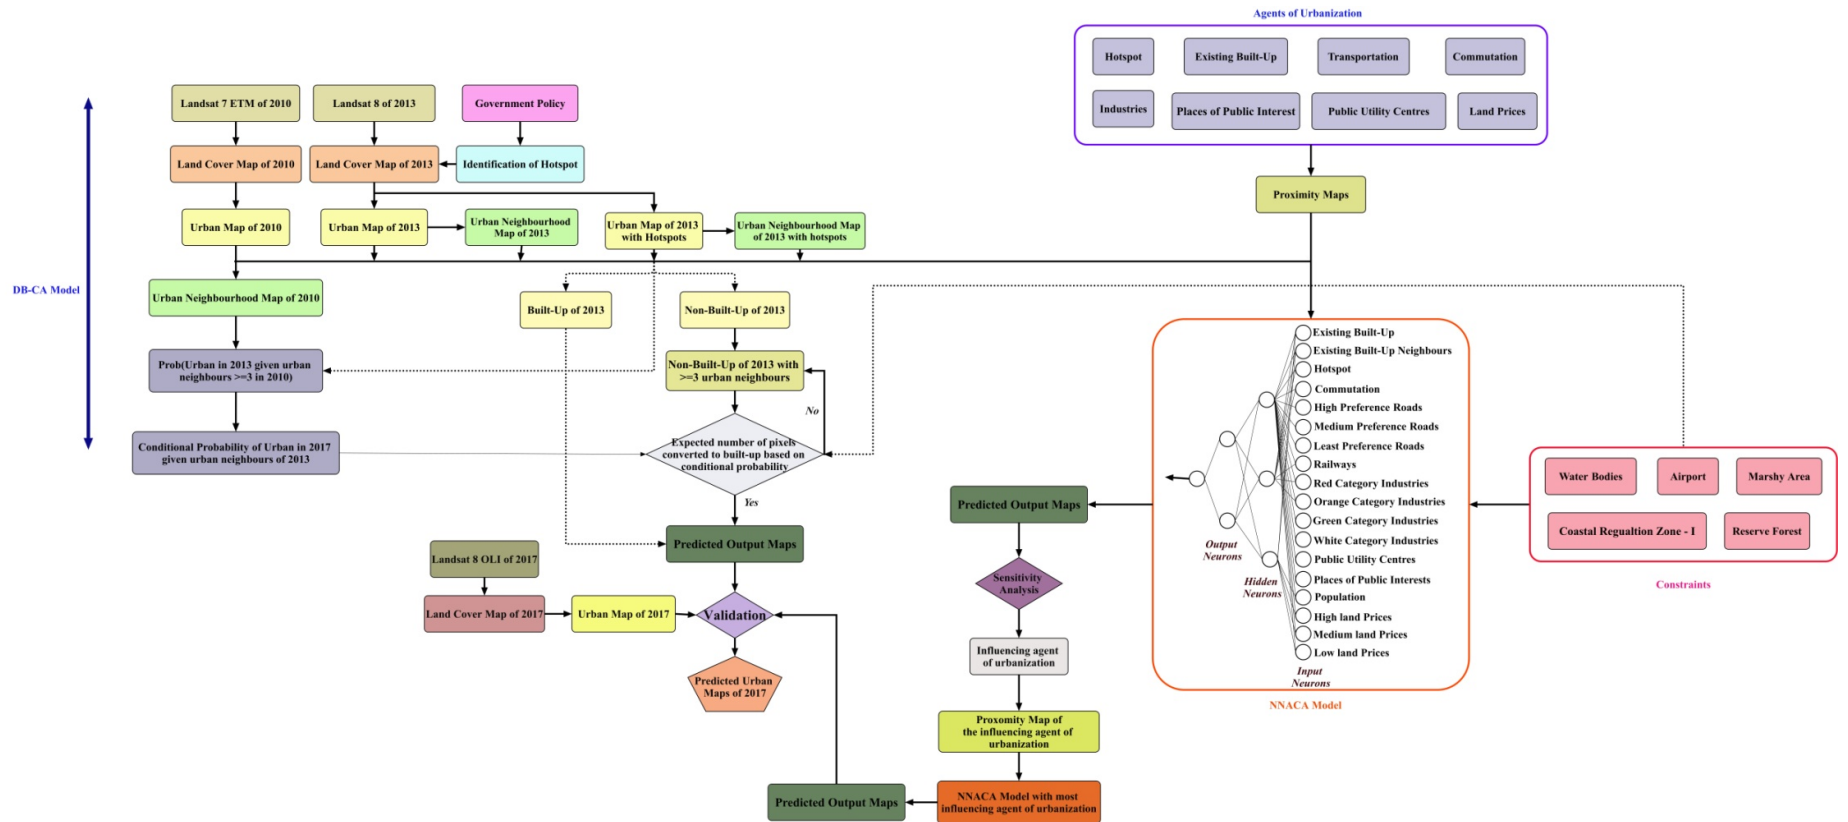 Agents of Urbanization
Hotspot
Existing Built-Up
Transportation
Commutation
Industries
Places of Public Interest
Public Utility Centres
Land Prices
Landsat 7 ETM of 2010
Landsat 8 of 2013
Government Policy
Land Cover Map of 2010
Land Cover Map of 2013
Identification of Hotspot
Proximity Maps
Urban Map of 2010
Urban Map of 2013
Urban Neighbourhood
Map of 2013
Urban Map of 2013
with Hotspots
Urban Neighbourhood Map
of 2013 with hotspots
DB-CA Model
Urban Neighbourhood Map of 2010
Built-Up of 2013
Non-Built-Up of 2013
Prob(Urban in 2013 given urban
neighbours >=3 in 2010)
Non-Built-Up of 2013 with
>=3 urban neighbours
No
Conditional Probability of Urban in 2017
given urban neighbours of 2013
Expected number of pixels
converted to built-up based on
conditional probability
Yes
Predicted Output Maps
Landsat 8 OLI of 2017
Land Cover Map of 2017
Urban Map of 2017
Validation
Predicted Urban
Maps of 2017
Existing Built-Up
Existing Built-Up Neighbours
Hotspot
Commutation
High Preference Roads
Medium Preference Roads
Least Preference Roads
Railways
Red Category Industries
Orange Category Industries
Green Category Industries
White Category Industries
Public Utility Centres
Places of Public Interests
Population
High land Prices
Medium land Prices
Low land Prices
Output
Neurons
Hidden
Neurons
Input
Neurons
NNACA Model
Water Bodies
Airport
Marshy Area
Coastal Regualtion Zone - I
Reserve Forest
Constraints
Predicted Output Maps
Sensitivity
Analysis
Influencing agent
of urbanization
Proxomity Map of
the influencing agent of
urbanization
NNACA Model with most
influencing agent of urbanization
Predicted Output Maps